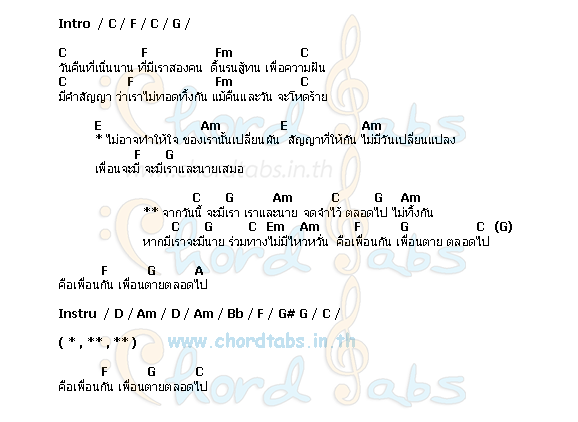 Intro / C / F / C / G /
C F Fm C
วันคืนที่เนิ่นนาน ที่มีเราสองคน ดิ้นรนสู้ทน เพื่อความฝัน
C F Fm C
มีคำสัญญา ว่าเราไม่ทอดทิ้งกัน แม้คืนและวัน จะโหดร้าย
E Am E Am
* ไม่อาจทำให้ใจ ของเรานั้นเปลี่ยนผัน สัญญาที่ให้กัน ไม่มีวันเปลี่ยนแปลง
F G
เพื่อนจะมี จะมีเราและนายเสมอ
www.chordtabs.in.th
C G Am C G Am
** จากวันนี้ จะมีเรา เราและนาย จดจำไว้ ตลอดไป ไม่ทิ้งกัน
C G C Em Am F G C (G)
หากมีเราจะมีนาย ร่วมทางไม่มีไหวหวั่น คือเพื่อนกัน เพื่อนตาย ตลอดไป
F G A
คือเพื่อนกัน เพื่อนตายตลอดไป
Instru / D / Am / D / Am / Bb / F / G# G / C /
( * , ** , ** )
www.chordtabs.in.th
F G C
คือเพื่อนกัน เพื่อนตายตลอดไป